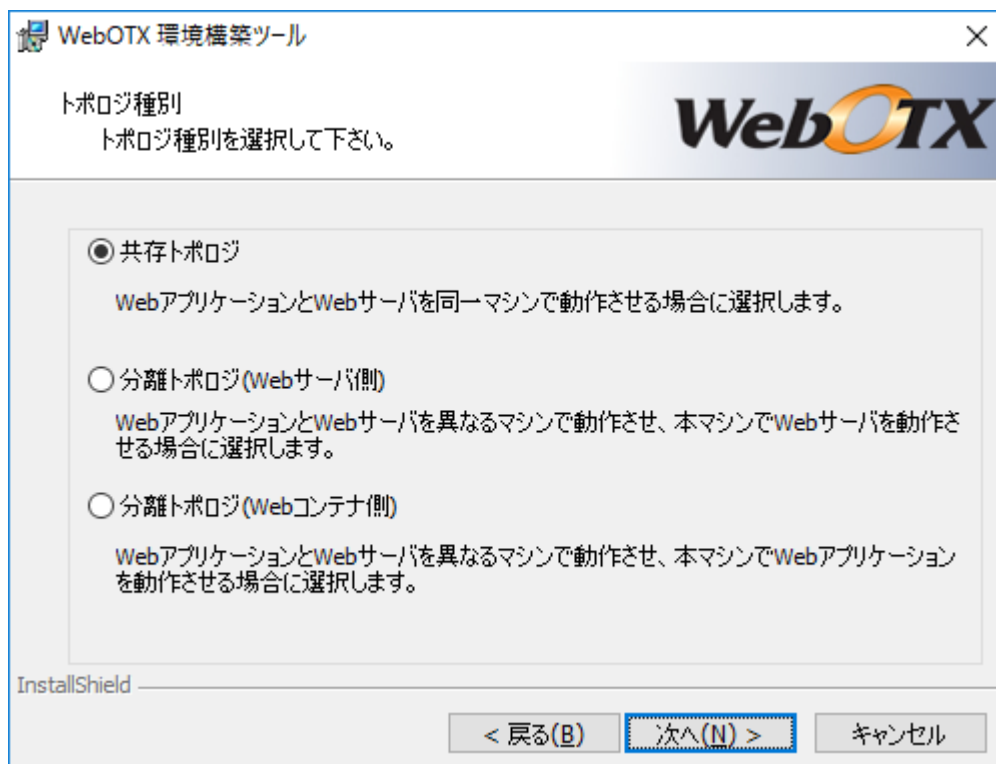 WebOTX 環境構築ツール
トポロジ種別
トポロジ種別を選択して下さい。
WebOTX
共存トポロジ
WebアプリケーションとWebサーバを同一マシンで動作させる場合に選択します。
分離トポロジ(Webサーバ側)
WebアプリケーションとWebサーバを異なるマシンで動作させ、本マシンでWebサーバを動作さ
せる場合に選択します。
分離トポロジ(Webコンテナ側)
WebアプリケーションとWebサーバを異なるマシンで動作させ、本マシンでWebアプリケーション
を動作させる場合に選択します。
InstallShield
< 戻る(B)
次へ(N) >
キャンセル